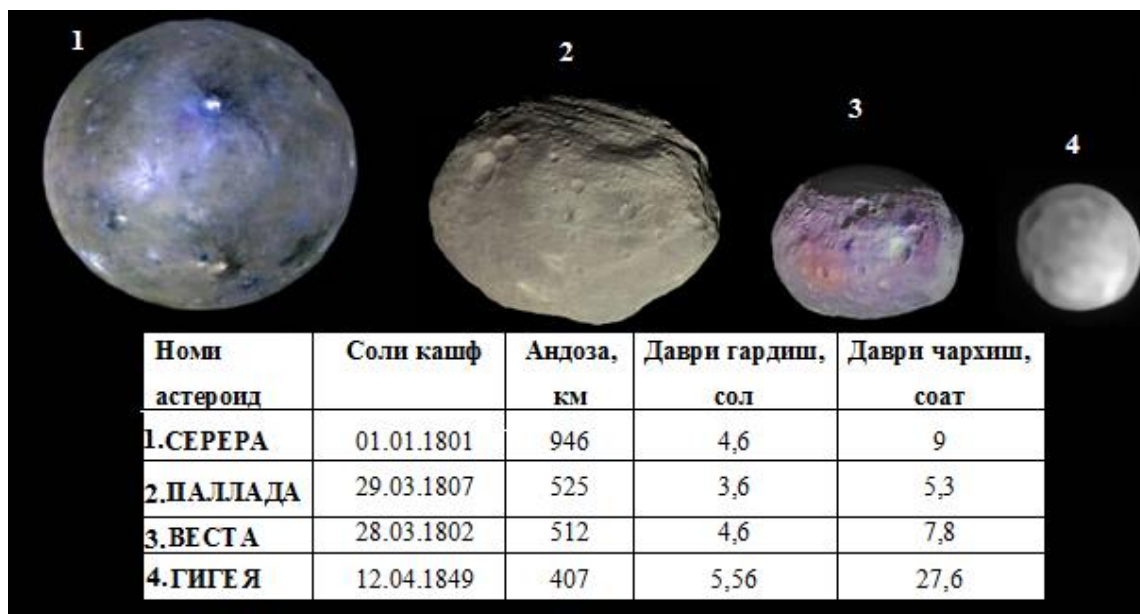 1
2
3
4
Номи астероид | Соли кашф | Андоза, км | Даври гардиш, сол | Даври чархиш, соат
1.СЕРЕРА | 01.01.1801 | 946 | 4,6 | 9
2.ПАЛЛАДА | 29.03.1807 | 525 | 3,6 | 5,3
3.ВЕСТА | 28.03.1802 | 512 | 4,6 | 7,8
4.ГИГЕЯ | 12.04.1849 | 407 | 5,56 | 27,6